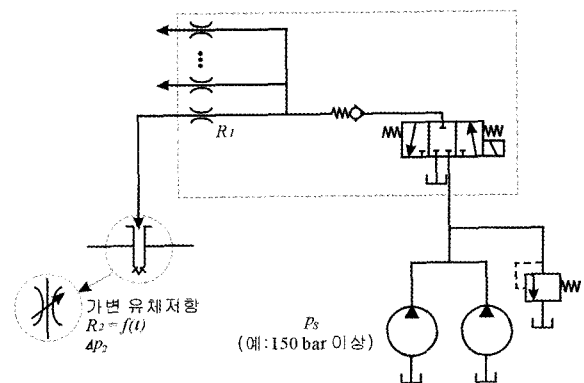 R1
가변 유체저항
R2 = f(t)
Δp2
ps
(예:150 bar 이상)